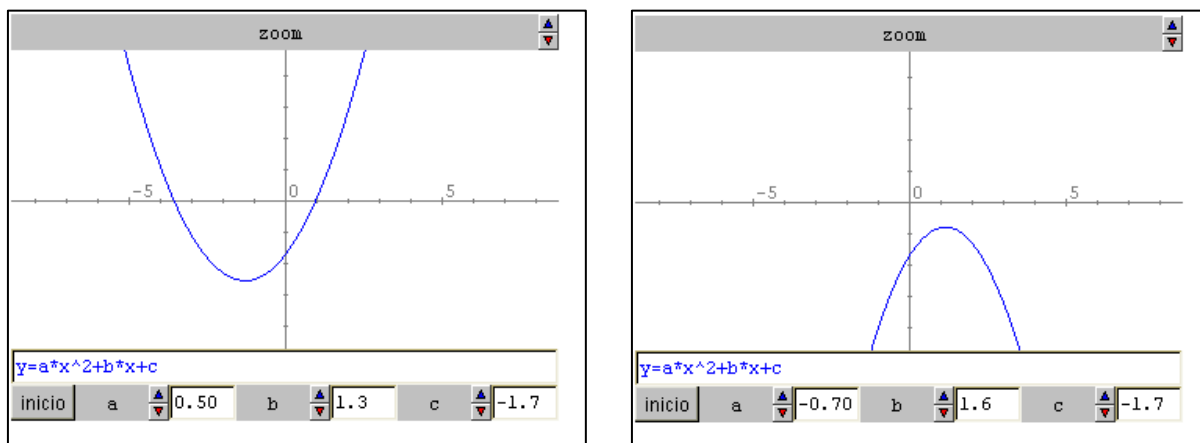 zoom
-5 0 5
y=a*x^2+b*x+c
inicio a 0.50 b 1.3 c -1.7
zoom
-5 0 5
y=a*x^2+b*x+c
inicio a -0.70 b 1.6 c -1.7